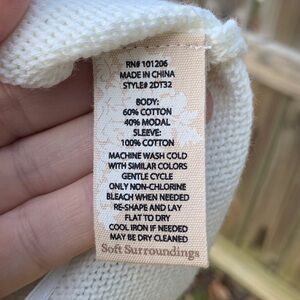 RN# 101206
MADE IN CHINA
STYLE# 2DT32
BODY:
60% COTTON
40% MODAL
SLEEVE:
100% COTTON
MACHINE WASH COLD
WITH SIMILAR COLORS
GENTLE CYCLE
ONLY NON-CHLORINE
BLEACH WHEN NEEDED
RE-SHAPE AND LAY
FLAT TO DRY
COOL IRON IF NEEDED
MAY BE DRY CLEANED
Soft Surroundings